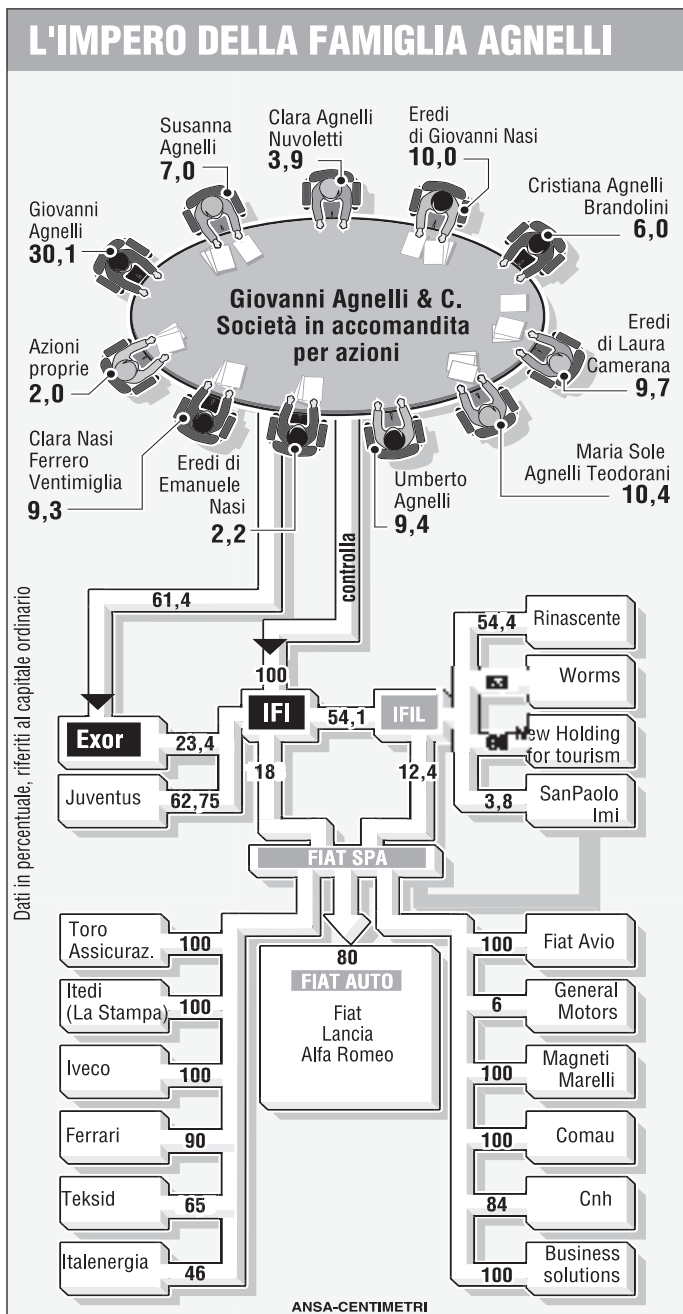 L'IMPERO DELLA FAMIGLIA AGNELLI
Susanna
Agnelli
7,0
Clara Agnelli
Nuvoletti
3,9
Eredi
di Giovanni Nasi
10,0
Cristiana Agnelli
Brandolini
6,0
Giovanni
Agnelli
30,1
Giovanni Agnelli & C.
Società in accomandita
per azioni
Eredi
di Laura
Camerana
9,7
Azioni
proprie
2,0
Clara Nasi
Ferrero
Ventimiglia
9,3
Eredi di
Emanuele
Nasi
2,2
Umberto
Agnelli
9,4
Maria Sole
Agnelli Teodorani
10,4
controlla
61,4
100
Dati in percentuale, riferiti al capitale ordinario
Exor
23,4
Juventus
62,75
IFI
54,1
IFIL
18
12,4
54,4
Rinascente
Worms
New Holding
for tourism
3,8
SanPaolo
Imi
FIAT SPA
Toro
Assicuraz.
100
Itedi
(La Stampa)
100
Iveco
100
Ferrari
90
Teksid
65
Italenergia
46
80
FIAT AUTO
Fiat
Lancia
Alfa Romeo
100
Fiat Avio
6
General
Motors
100
Magneti
Marelli
100
Comau
84
Cnh
100
Business
solutions
ANSA-CENTIMETRI